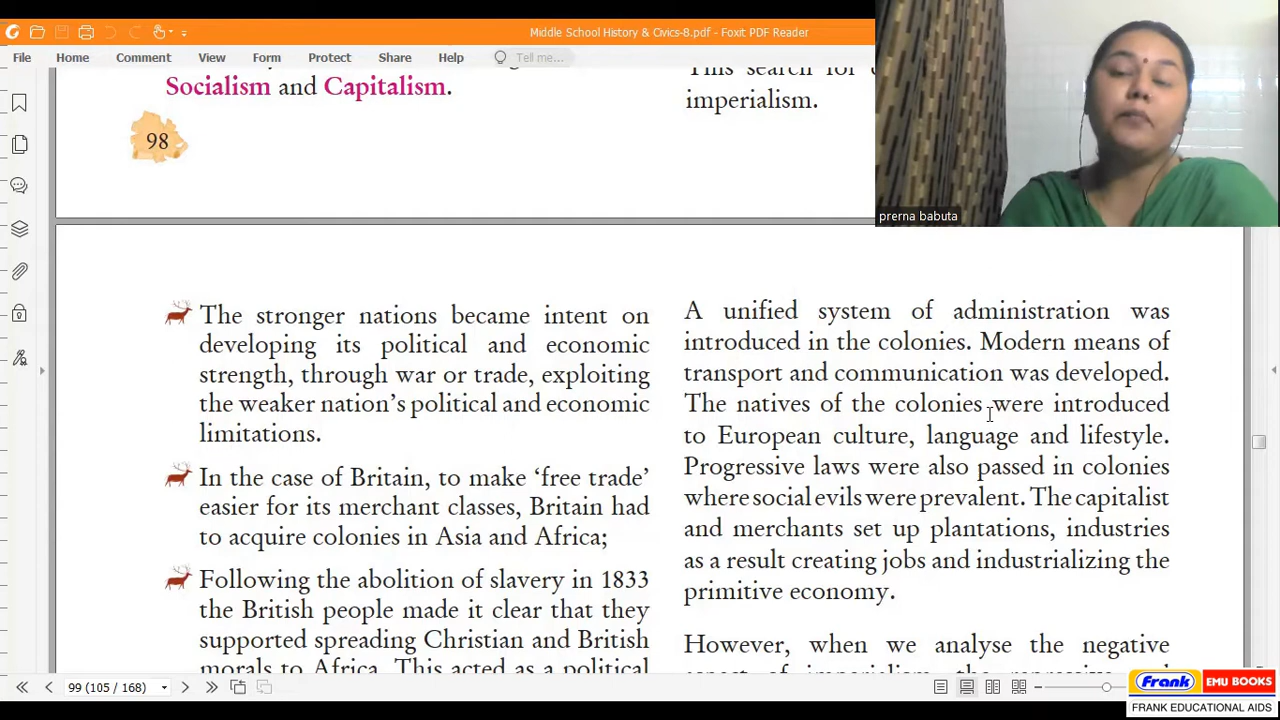 Middle School History & Civics-8.pdf - Foxit PDF Reader
File Home Comment View Form Protect Share Help Tell me...
Socialism and Capitalism.
98
imperialism.
prerna babuta
The stronger nations became intent on
developing its political and economic
strength, through war or trade, exploiting
the weaker nation's political and economic
limitations.
In the case of Britain, to make 'free trade'
easier for its merchant classes, Britain had
to acquire colonies in Asia and Africa;
Following the abolition of slavery in 1833
the British people made it clear that they
supported spreading Christian and British
morals to Africa. This acted as a political
A unified system of administration was
introduced in the colonies. Modern means of
transport and communication was developed.
The natives of the colonies were introduced
to European culture, language and lifestyle.
Progressive laws were also passed in colonies
where social evils were prevalent. The capitalist
and merchants set up plantations, industries
as a result creating jobs and industrializing the
primitive economy.
However, when we analyse the negative
99 (105 / 168)
Frank EMU BOOKS
FRANK EDUCATIONAL AIDS